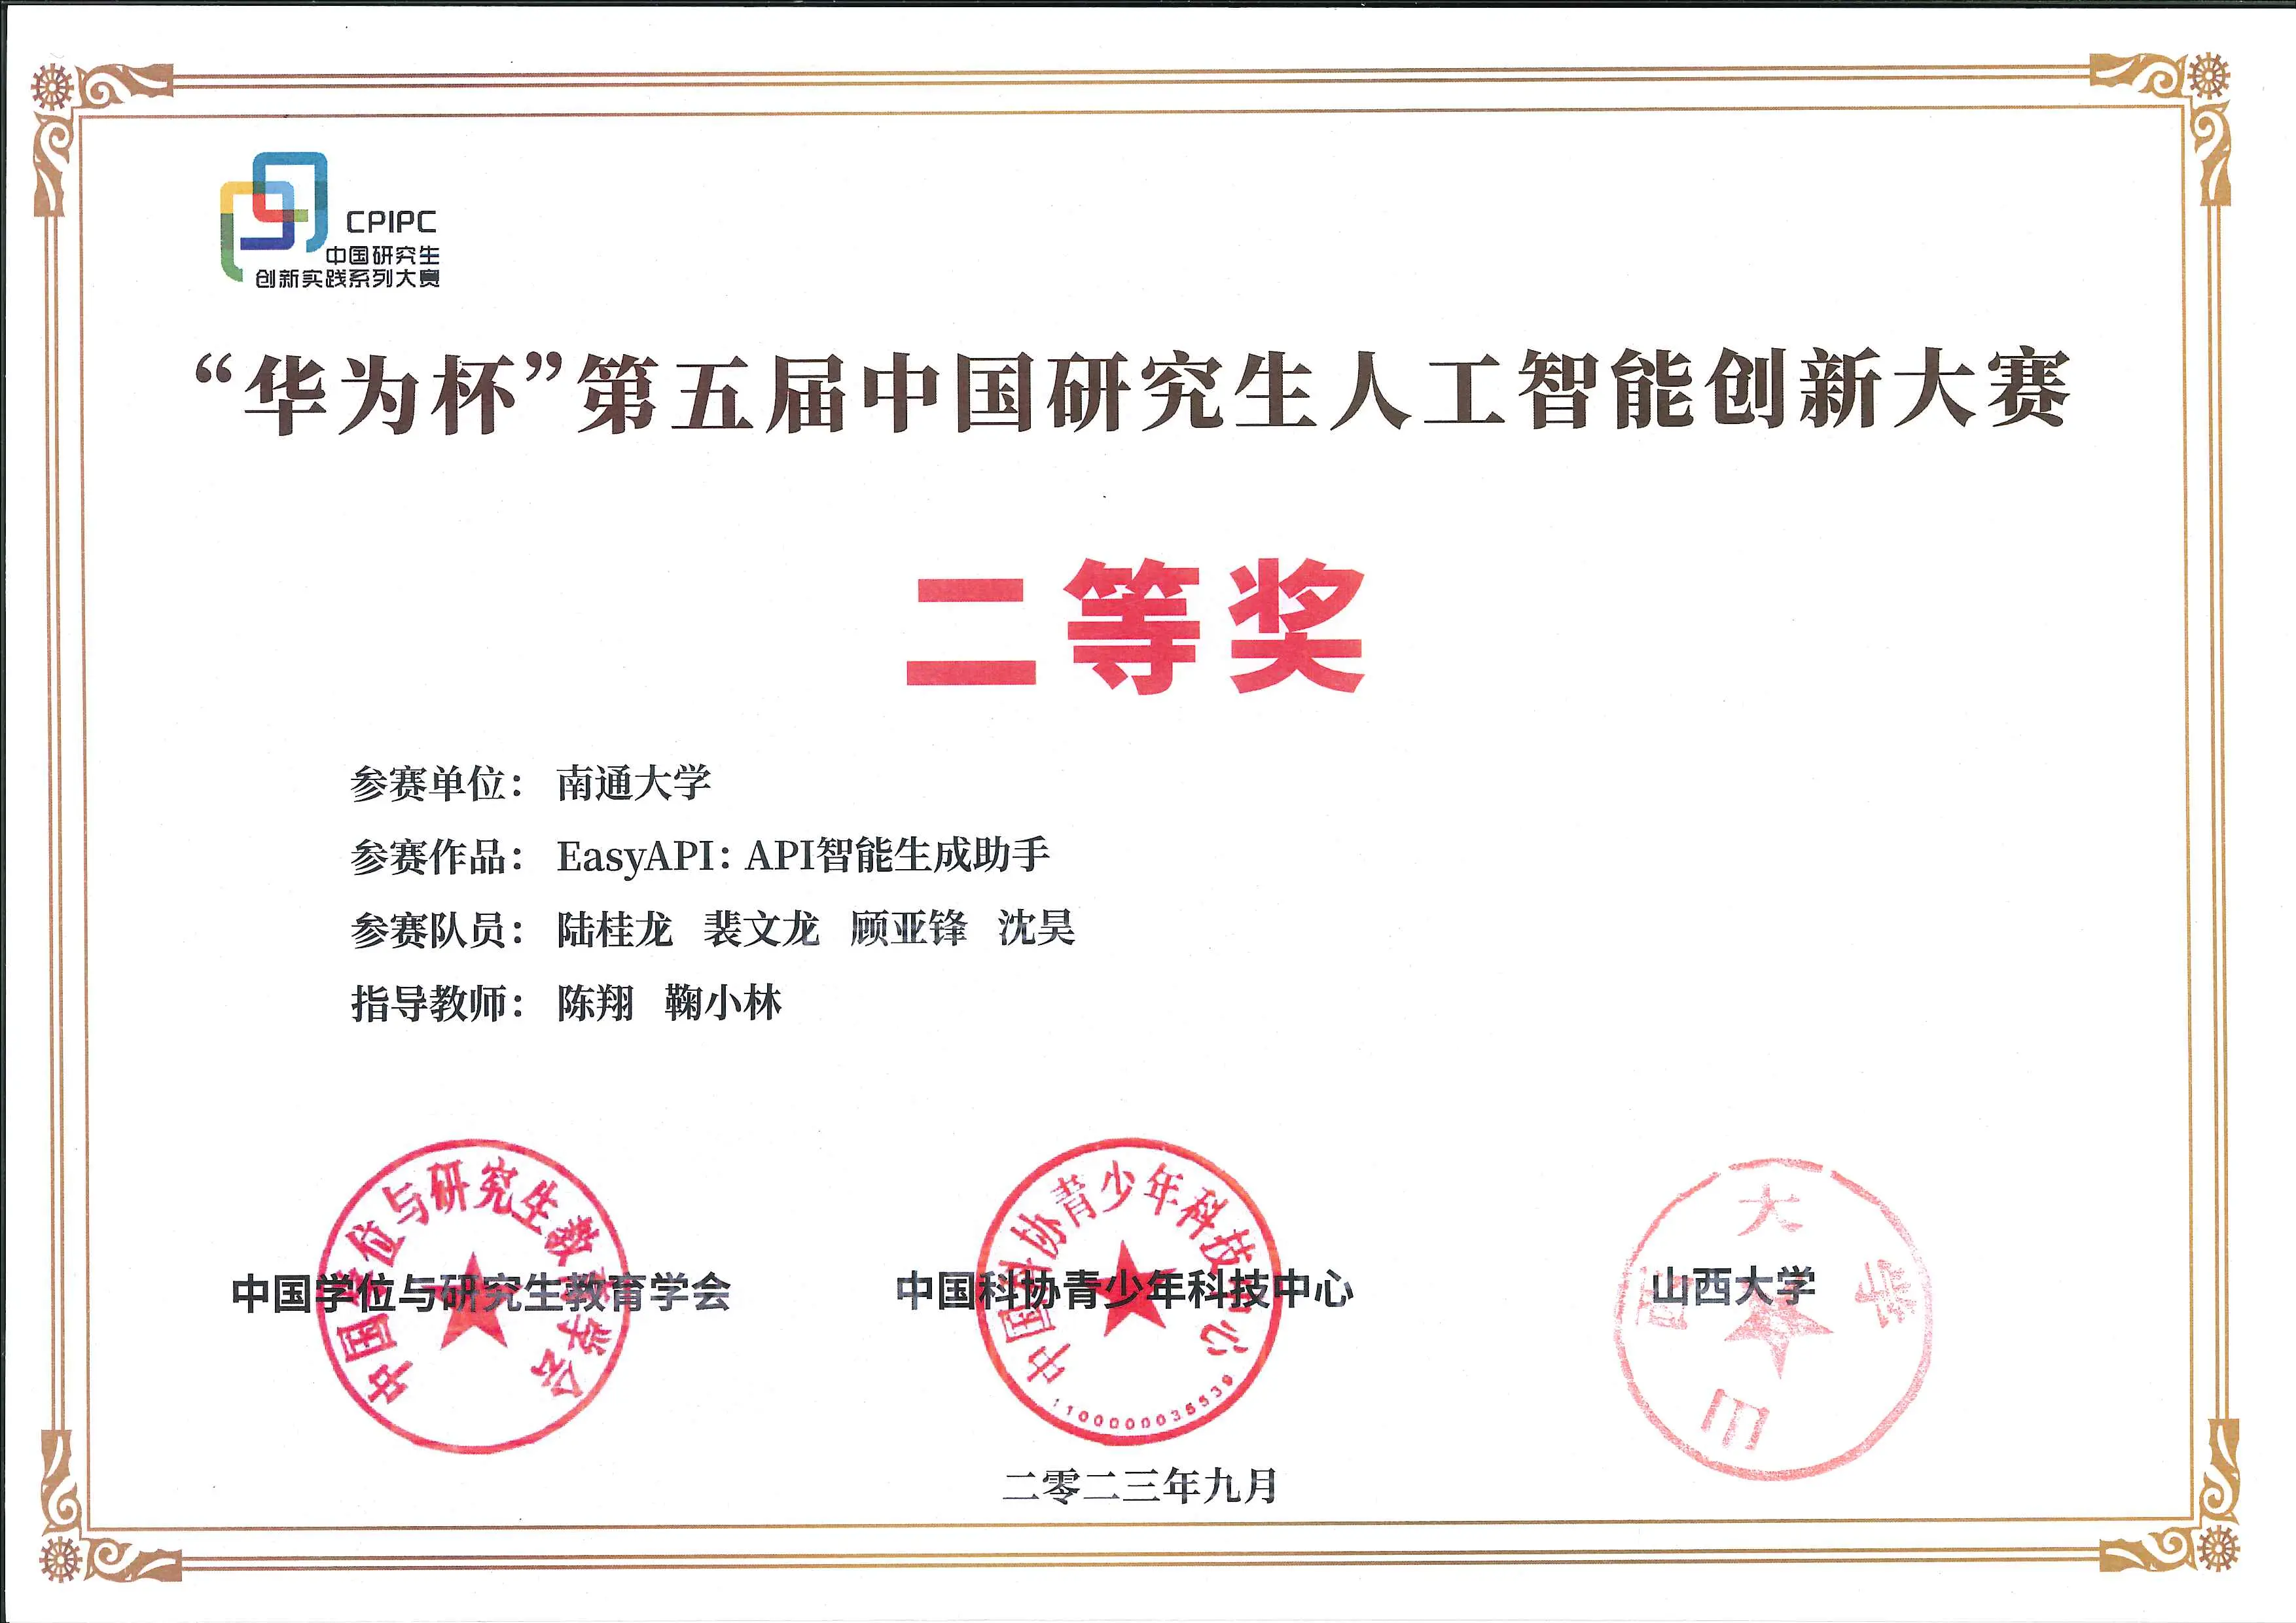 CPIPC
中国研究生
创新实践系列大赛
“华为杯”第五届中国研究生人工智能创新大赛
二等奖
参赛单位： 南通大学
参赛作品： EasyAPI：API智能生成助手
参赛队员： 陆桂龙 裴文龙 顾亚锋 沈昊
指导教师： 陈翔 鞠小林
中国学位与研究生教育学会
中国科协青少年科技中心
山西大学
中国学位与研究生教育学会
中国科协青少年科技中心
1100000035539
山西大学
二零二三年九月